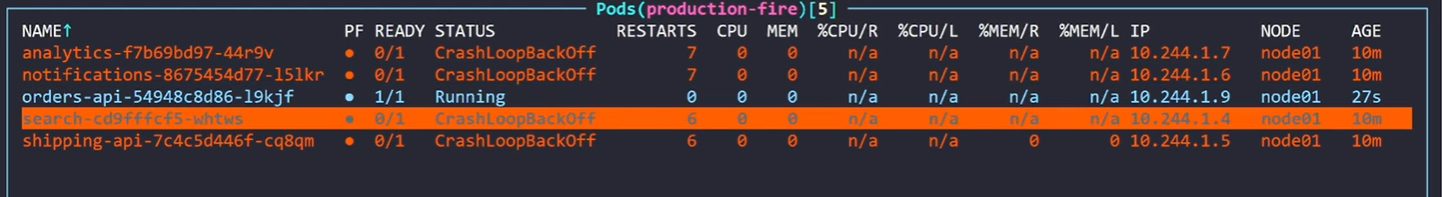 Pods(production-fire)[5]
NAME↑ PF READY STATUS RESTARTS CPU MEM %CPU/R %CPU/L %MEM/R %MEM/L IP NODE AGE
analytics-f7b69bd97-44r9v ● 0/1 CrashLoopBackOff 7 0 0 n/a n/a n/a n/a 10.244.1.7 node01 10m
notifications-8675454d77-l5lkr ● 0/1 CrashLoopBackOff 7 0 0 n/a n/a n/a n/a 10.244.1.6 node01 10m
orders-api-54948c8d86-l9kjf ● 1/1 Running 0 0 0 n/a n/a n/a n/a 10.244.1.9 node01 27s
search-cd9fffcf5-whtws ● 0/1 CrashLoopBackOff 6 0 0 n/a n/a n/a n/a 10.244.1.4 node01 10m
shipping-api-7c4c5d446f-cq8qm ● 0/1 CrashLoopBackOff 6 0 0 n/a n/a 0 0 10.244.1.5 node01 10m